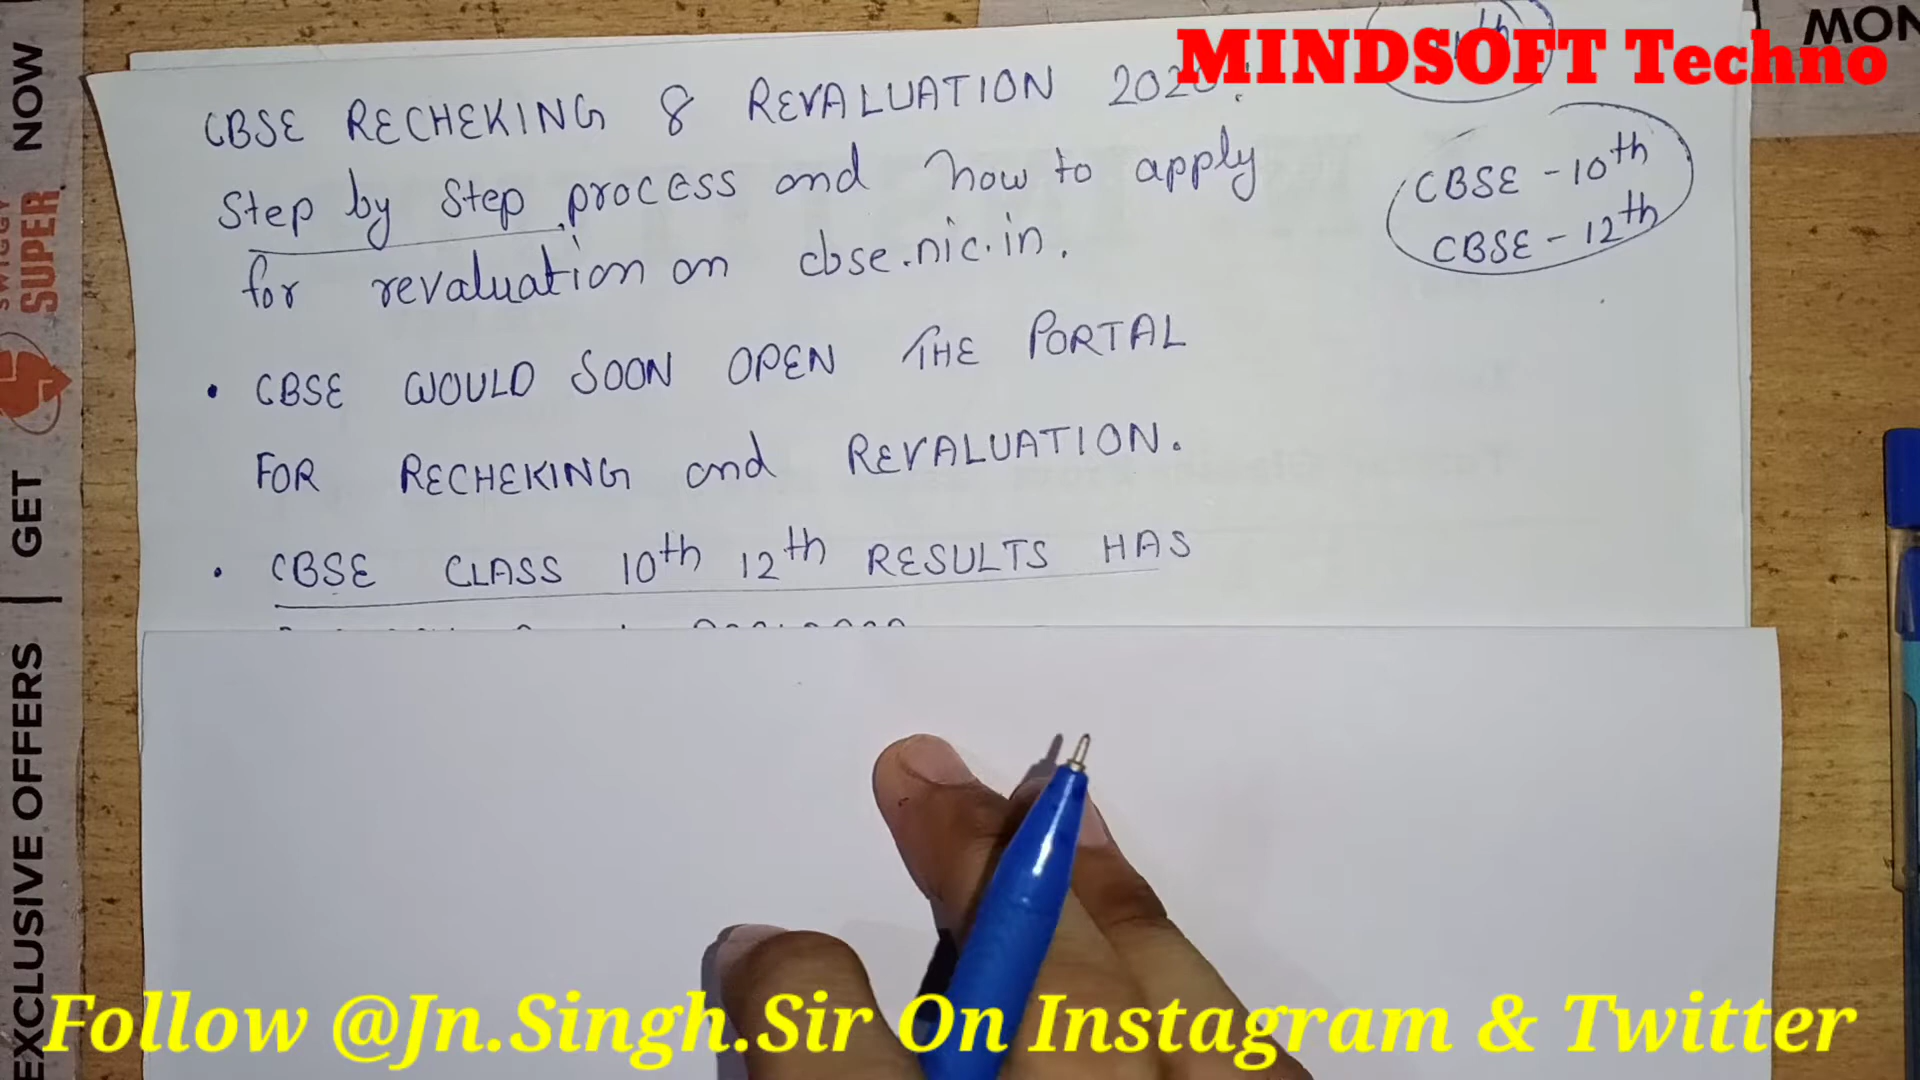 MINDSOFT Techno
CBSE RECHEKING & REVALUATION
Step by Step process and how to apply
for revaluation on cbse.nic.in.
• CBSE WOULD SOON OPEN THE PORTAL
FOR RECHEKING and REVALUATION.
• CBSE CLASS 10th 12th RESULTS HAS
CBSE - 10th
CBSE - 12th
MON
EXCLUSIVE OFFERS | GET SUPER NOW
SWIGGY
Follow @Jn.Singh.Sir On Instagram & Twitter